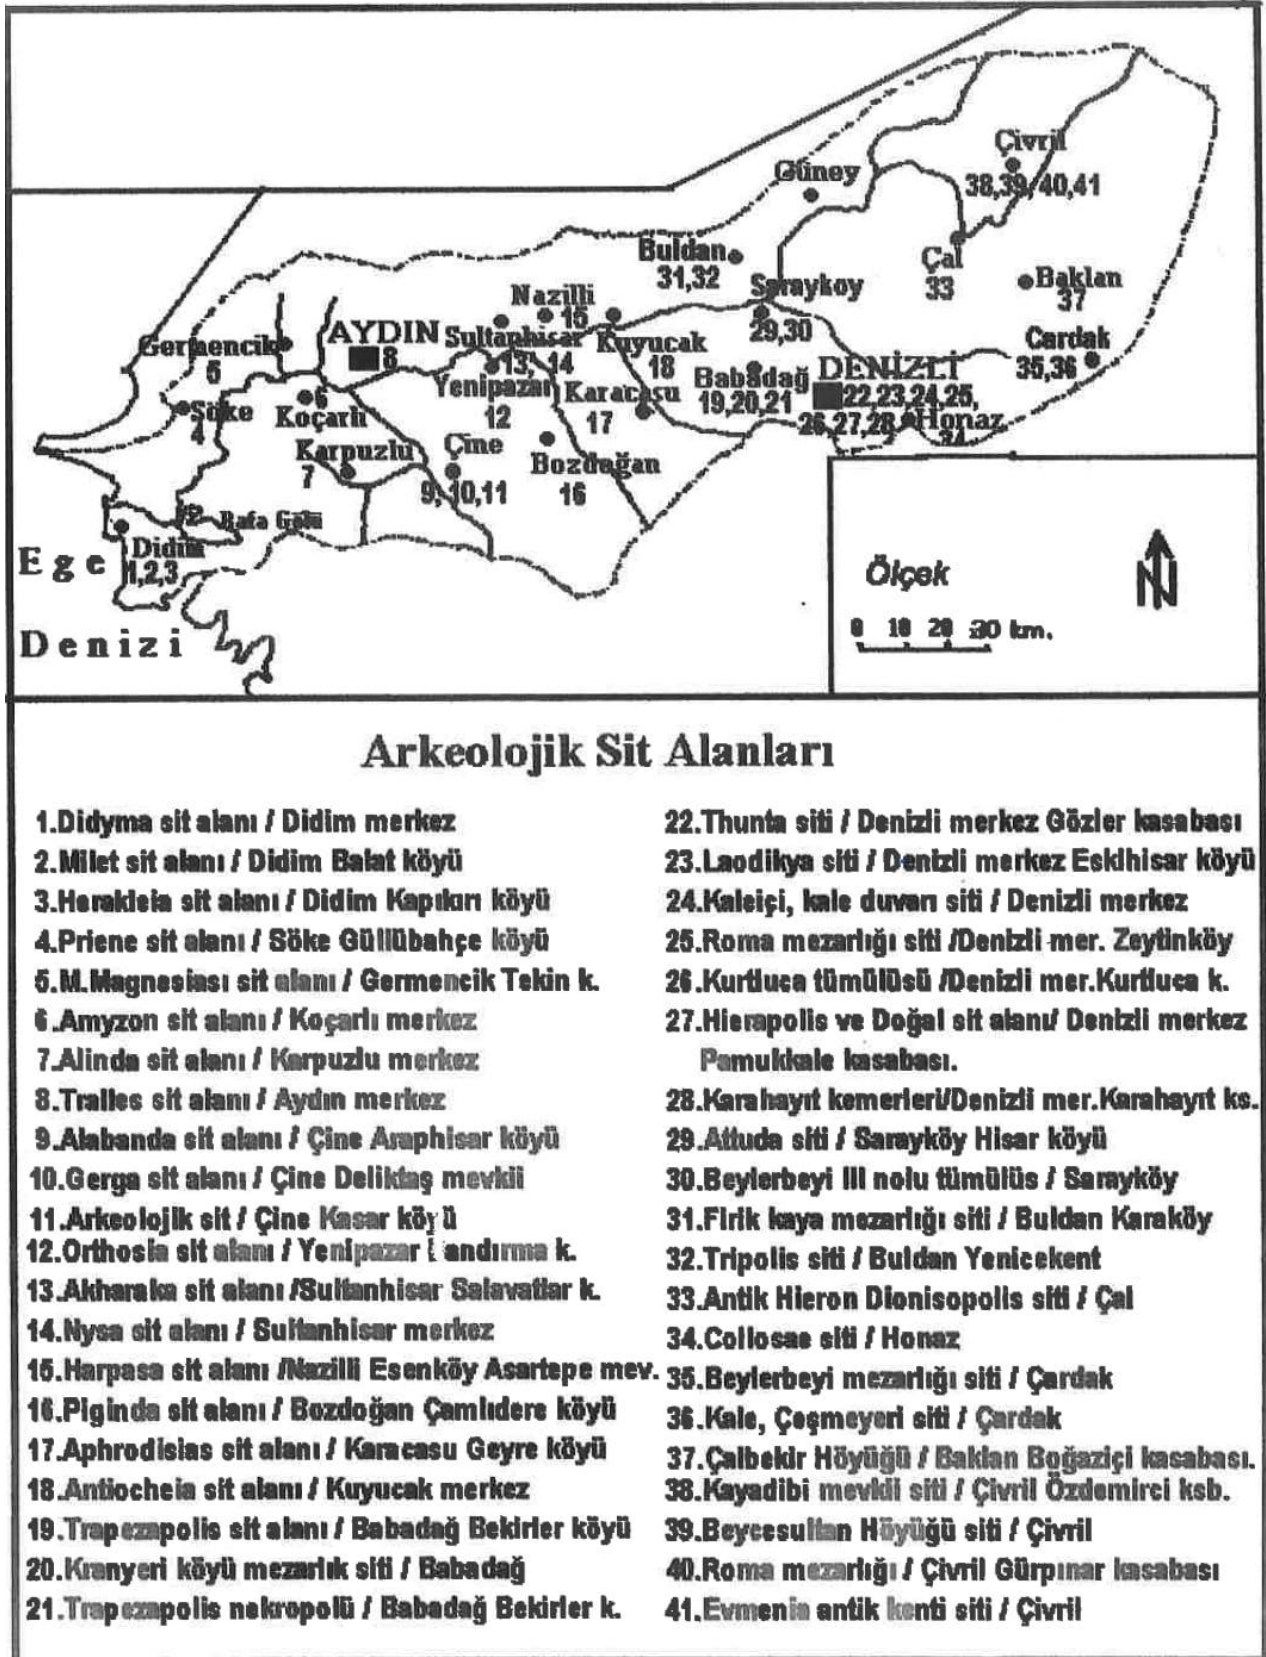 Çivril
38,39,40,41
Güney
Buldan
31,32
Çal
33
Baklan
37
Sarayköy
29,30
Nazilli
15
AYDIN
8
Sultanhisar
13, 14
Kuyucak
18
Germencik
5
Yenipazar
12
Karacasu
17
Babadağ
19,20,21
DENİZLİ
22,23,24,25,
26,27,28
Honaz
34
Cardak
35,36
Söke
4
6
Koçarlı
Karpuzlu
7
Çine
9,10,11
Bozdoğan
16
Bafa Gölü
Didim
1,2,3
Ege
Denizi
Ölçek
N
0 10 20 30 km.
Arkeolojik Sit Alanları
1.Didyma sit alanı / Didim merkez
2.Milet sit alanı / Didim Balat köyü
3.Herakleia sit alanı / Didim Kapıkırı köyü
4.Priene sit alanı / Söke Güllübahçe köyü
5.M.Magnesiası sit alanı / Germencik Tekin k.
6.Amyzon sit alanı / Koçarlı merkez
7.Alinda sit alanı / Karpuzlu merkez
8.Tralles sit alanı / Aydın merkez
9.Alabanda sit alanı / Çine Araphisar köyü
10.Gerga sit alanı / Çine Deliktaş mevkii
11.Arkeolojik sit / Çine Kasar köyü
12.Orthosia sit alanı / Yenipazar andırma k.
13.Akharaka sit alanı /Sultanhisar Salavatlar k.
14.Nysa sit alanı / Sultanhisar merkez
15.Harpasa sit alanı /Nazilli Esenköy Asartepe mev.
16.Piginda sit alanı / Bozdoğan Çamlıdere köyü
17.Aphrodisias sit alanı / Karacasu Geyre köyü
18.Antiocheia sit alanı / Kuyucak merkez
19.Trapezapolis sit alanı / Babadağ Bekirler köyü
20.Kranyeri köyü mezarlık siti / Babadağ
21.Trapezapolis nekropolü / Babadağ Bekirler k.
22.Thunta siti / Denizli merkez Gözler kasabası
23.Laodikya siti / Denizli merkez Eskihisar köyü
24.Kaleiçi, kale duvarı siti / Denizli merkez
25.Roma mezarlığı siti /Denizli mer. Zeytinköy
26.Kurtluca tümülüsü /Denizli mer.Kurtluca k.
27.Hierapolis ve Doğal sit alanı/ Denizli merkez
Pamukkale kasabası.
28.Karahayıt kemerleri/Denizli mer.Karahayıt ks.
29.Attuda siti / Sarayköy Hisar köyü
30.Beylerbeyi III nolu tümülüs / Sarayköy
31.Firik kaya mezarlığı siti / Buldan Karaköy
32.Tripolis siti / Buldan Yenicekent
33.Antik Hieron Dionisopolis siti / Çal
34.Collosae siti / Honaz
35.Beylerbeyi mezarlığı siti / Çardak
36.Kale, Çeşmeyeri siti / Çardak
37.Çalbekir Höyüğü / Baklan Boğaziçi kasabası.
38.Kayadibi mevkii siti / Çivril Özdemirci ksb.
39.Beycesultan Höyüğü siti / Çivril
40.Roma mezarlığı / Çivril Gürpınar kasabası
41.Evmenia antik kenti siti / Çivril